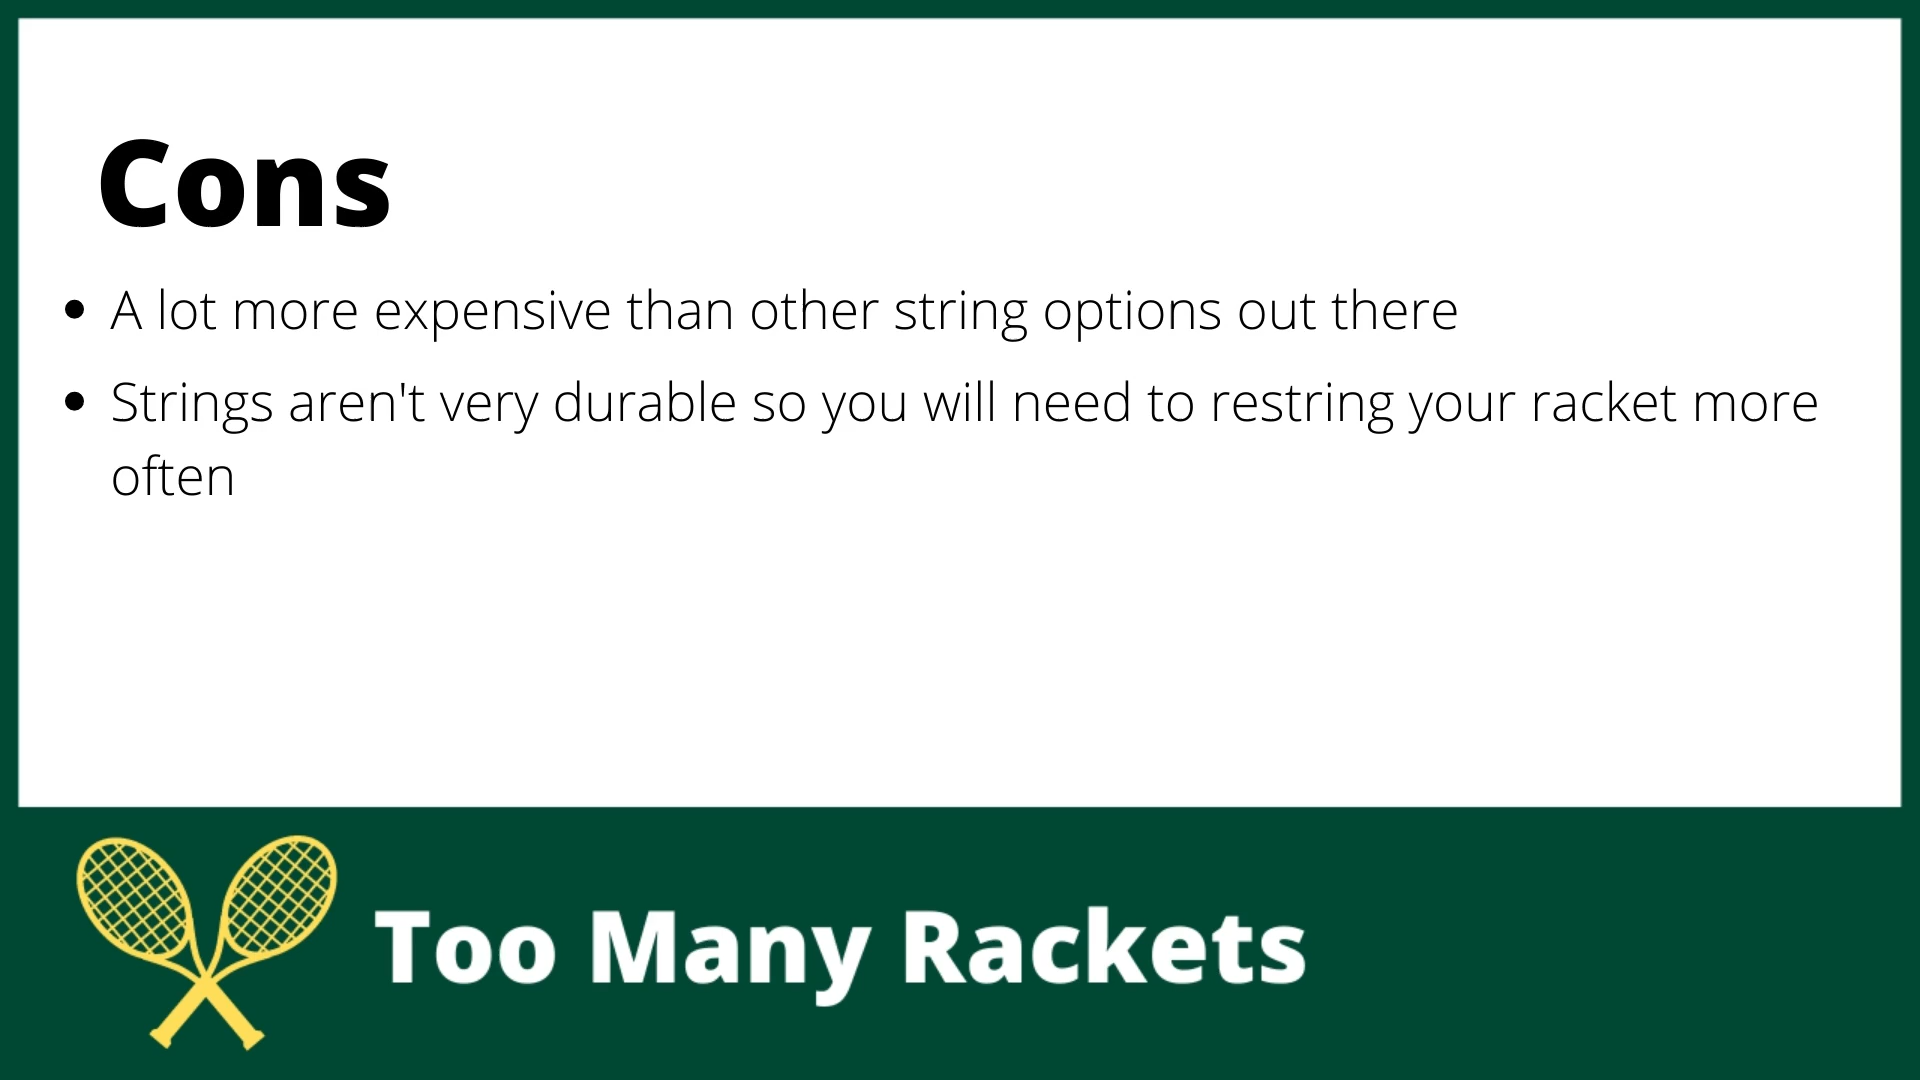 Cons
• A lot more expensive than other string options out there
• Strings aren't very durable so you will need to restring your racket more
often
Too Many Rackets